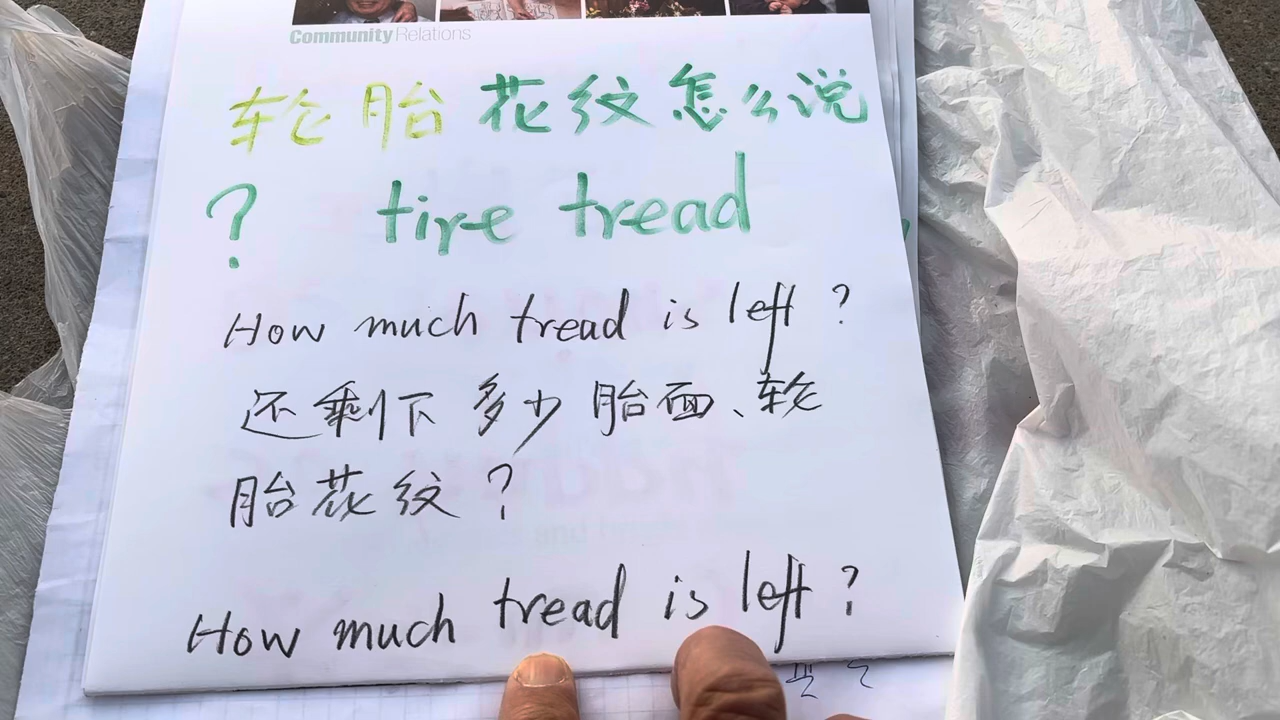 Community Relations
轮胎花纹怎么说
? tire tread
How much tread is left?
还剩下多少胎面、轮
胎花纹?
How much tread is left?